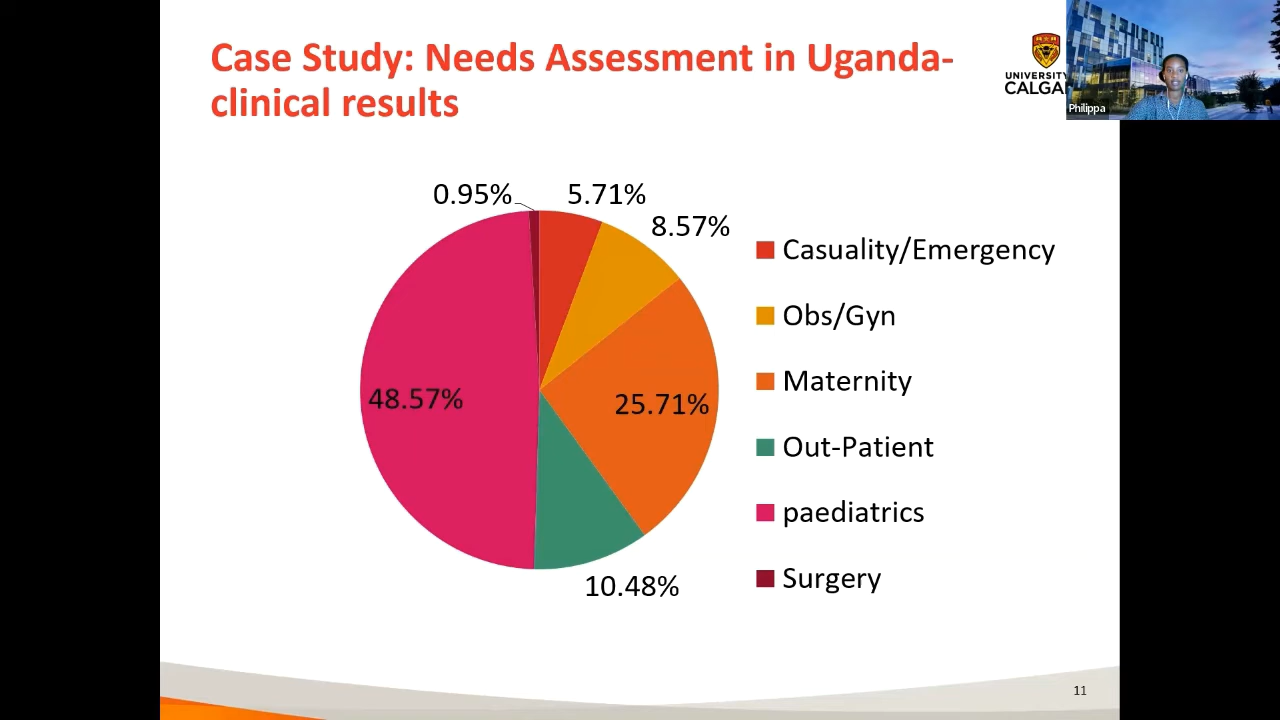 Case Study: Needs Assessment in Uganda-
clinical results
UNIVERSITY
CALGA
Philippa
0.95%
5.71%
8.57%
48.57%
25.71%
10.48%
Casuality/Emergency
Obs/Gyn
Maternity
Out-Patient
paediatrics
Surgery
11